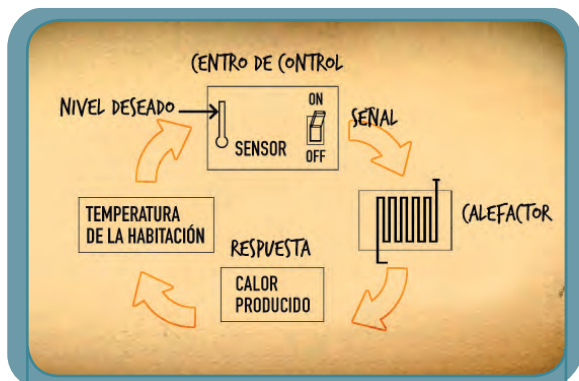 CENTRO DE CONTROL
NIVEL DESEADO
ON
SENSOR
OFF
SEÑAL
CALEFACTOR
RESPUESTA
CALOR
PRODUCIDO
TEMPERATURA
DE LA HABITACIÓN